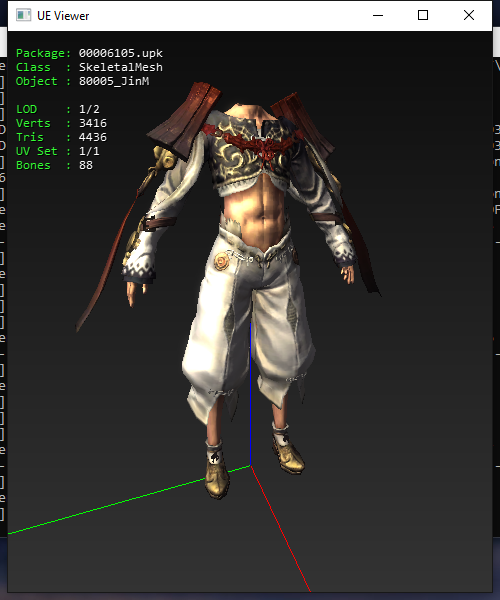 UE Viewer
Package: 00006105.upk
Class : SkeletalMesh
Object : 80005_JinM
LOD : 1/2
Verts : 3416
Tris : 4436
UV Set : 1/1
Bones : 88